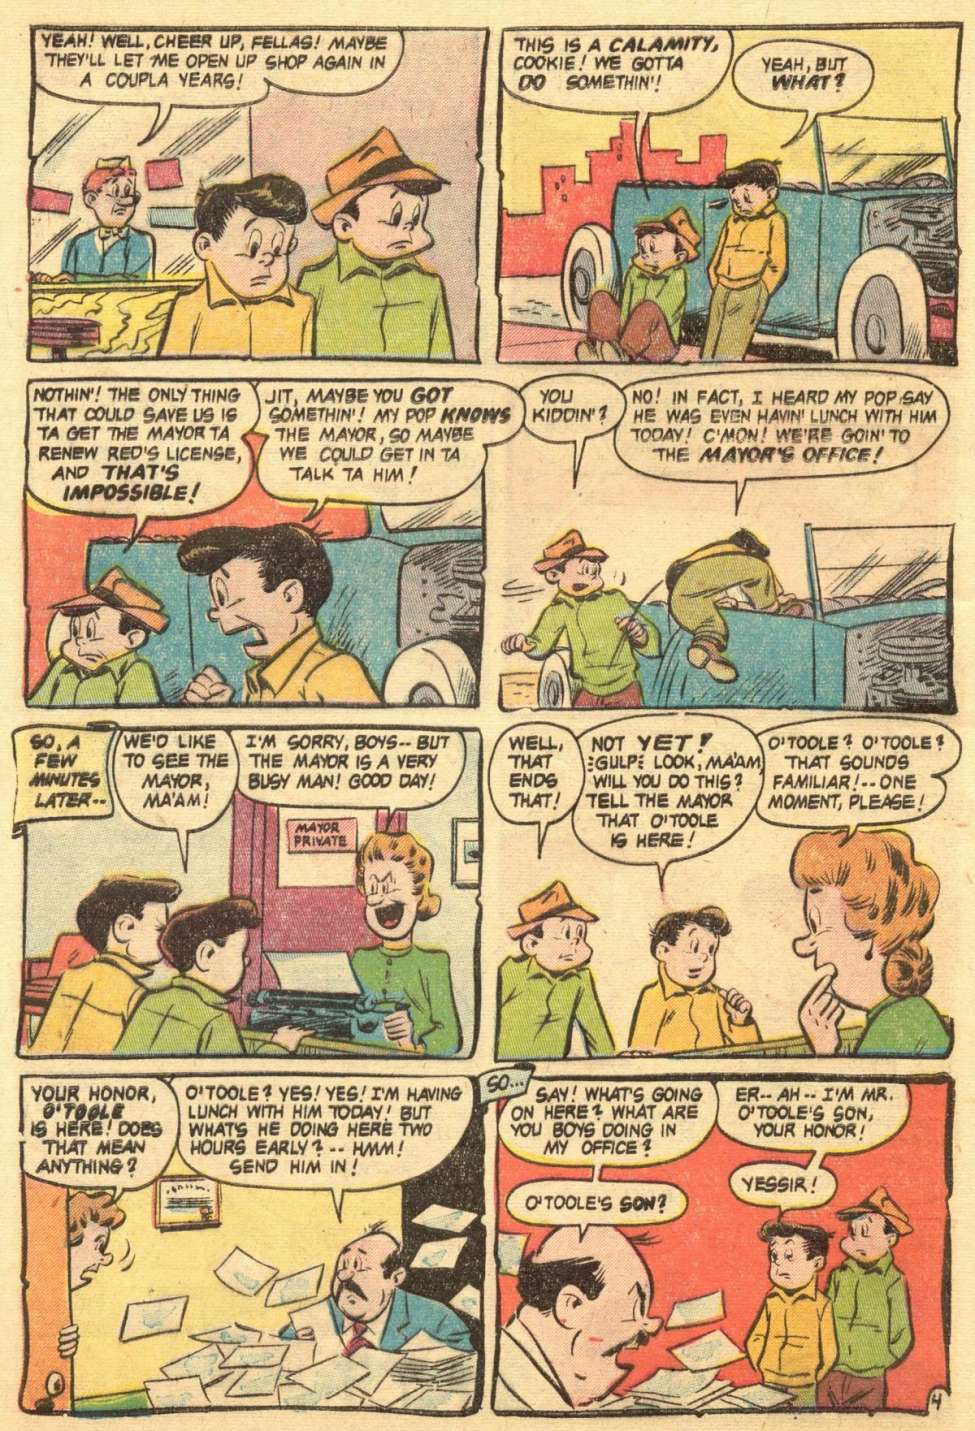 YEAH! WELL, CHEER UP, FELLAS! MAYBE
THEY'LL LET ME OPEN UP SHOP AGAIN IN
A COUPLA YEARS!
THIS IS A CALAMITY,
COOKIE! WE GOTTA
DO SOMETHIN'!
YEAH, BUT
WHAT?
NOTHIN'! THE ONLY THING
THAT COULD SAVE US IS
TA GET THE MAYOR TA
RENEW RED'S LICENSE,
AND THAT'S
IMPOSSIBLE!
JIT, MAYBE YOU GOT
SOMETHIN'! MY POP KNOWS
THE MAYOR, SO MAYBE
WE COULD GET IN TA
TALK TA HIM!
YOU
KIDDIN'?
NO! IN FACT, I HEARD MY POP SAY
HE WAS EVEN HAVIN' LUNCH WITH HIM
TODAY! C'MON! WE'RE GOIN' TO
THE MAYOR'S OFFICE!
SO, A
FEW
MINUTES
LATER--
WE'D LIKE
TO SEE THE
MAYOR,
MA'AM!
I'M SORRY, BOYS-- BUT
THE MAYOR IS A VERY
BUSY MAN! GOOD DAY!
MAYOR
PRIVATE
WELL,
THAT
ENDS
THAT!
NOT YET!
:GULP: LOOK, MA'AM,
WILL YOU DO THIS?
TELL THE MAYOR
THAT O'TOOLE
IS HERE!
O'TOOLE? O'TOOLE?
THAT SOUNDS
FAMILIAR!-- ONE
MOMENT, PLEASE!
YOUR HONOR,
O'TOOLE
IS HERE! DOES
THAT MEAN
ANYTHING?
O'TOOLE? YES! YES! I'M HAVING
LUNCH WITH HIM TODAY! BUT
WHAT'S HE DOING HERE TWO
HOURS EARLY?-- HMM!
SEND HIM IN!
SO...
SAY! WHAT'S GOING
ON HERE? WHAT ARE
YOU BOYS DOING IN
MY OFFICE?
ER-- AH-- I'M MR.
O'TOOLE'S SON,
YOUR HONOR!
O'TOOLE'S SON?
YESSIR!
4